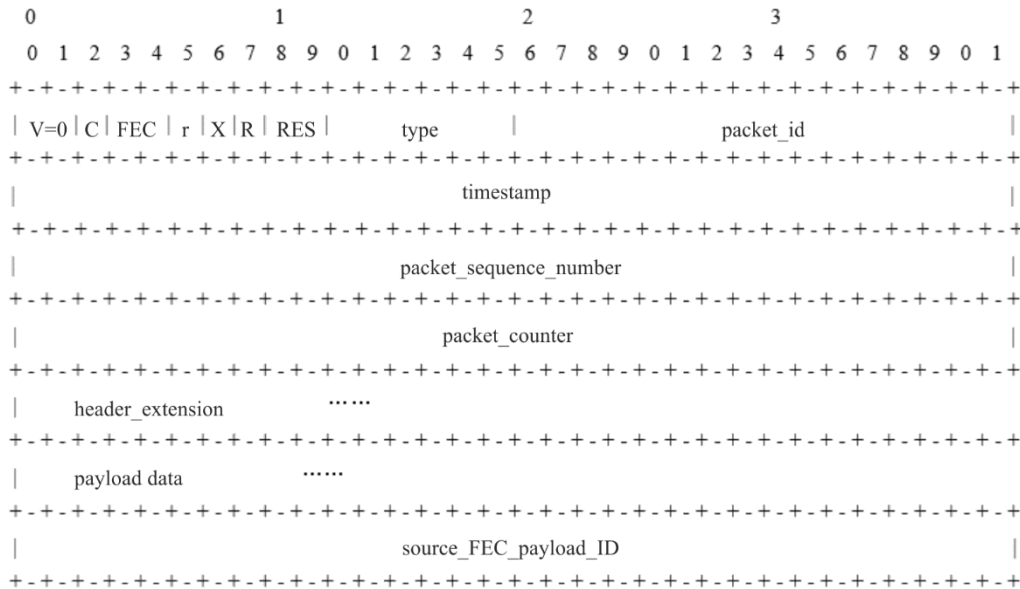 0 1 2 3
0 1 2 3 4 5 6 7 8 9 0 1 2 3 4 5 6 7 8 9 0 1 2 3 4 5 6 7 8 9 0 1
+-+-+-+-+-+-+-+-+-+-+-+-+-+-+-+-+-+-+-+-+-+-+-+-+-+-+-+-+-+-+-+-+
| V=0 | C | FEC | r | X | R | RES | type | packet_id |
+-+-+-+-+-+-+-+-+-+-+-+-+-+-+-+-+-+-+-+-+-+-+-+-+-+-+-+-+-+-+-+-+
| timestamp |
+-+-+-+-+-+-+-+-+-+-+-+-+-+-+-+-+-+-+-+-+-+-+-+-+-+-+-+-+-+-+-+-+
| packet_sequence_number |
+-+-+-+-+-+-+-+-+-+-+-+-+-+-+-+-+-+-+-+-+-+-+-+-+-+-+-+-+-+-+-+-+
| packet_counter |
+-+-+-+-+-+-+-+-+-+-+-+-+-+-+-+-+-+-+-+-+-+-+-+-+-+-+-+-+-+-+-+-+
| header_extension ……
+-+-+-+-+-+-+-+-+-+-+-+-+-+-+-+-+-+-+-+-+-+-+-+-+-+-+-+-+-+-+-+-+
| payload data ……
+-+-+-+-+-+-+-+-+-+-+-+-+-+-+-+-+-+-+-+-+-+-+-+-+-+-+-+-+-+-+-+-+
| source_FEC_payload_ID |
+-+-+-+-+-+-+-+-+-+-+-+-+-+-+-+-+-+-+-+-+-+-+-+-+-+-+-+-+-+-+-+-+